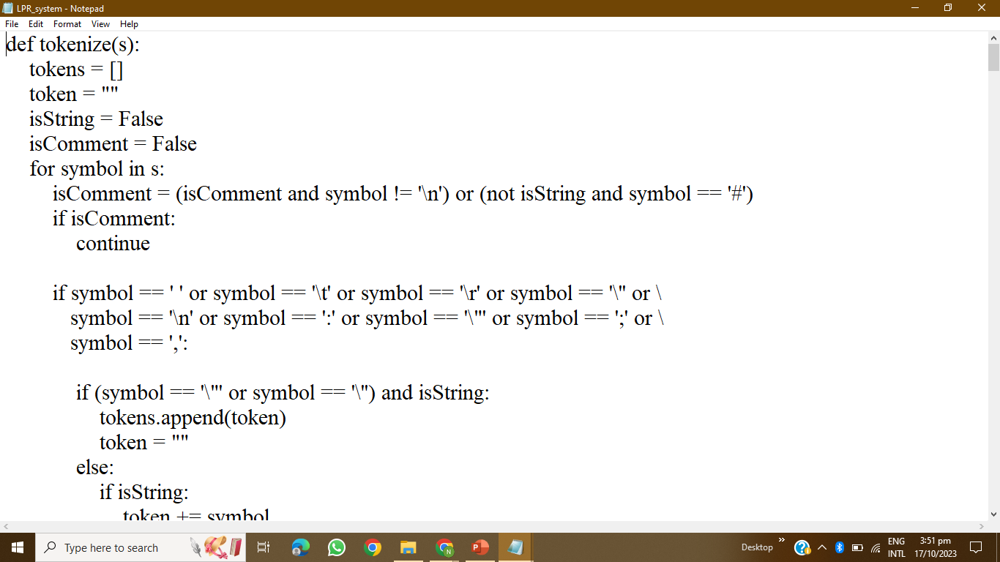 LPR_system - Notepad
File Edit Format View Help
def tokenize(s):
tokens = []
token = ""
isString = False
isComment = False
for symbol in s:
isComment = (isComment and symbol != '\n') or (not isString and symbol == '#')
if isComment:
continue
if symbol == ' ' or symbol == '\t' or symbol == '\r' or symbol == '\'' or \
symbol == '\n' or symbol == ':' or symbol == '\"' or symbol == ';' or \
symbol == ',':
if (symbol == '\"' or symbol == '\'') and isString:
tokens.append(token)
token = ""
else:
if isString:
token += symbol
Type here to search
Desktop
ENG
INTL
3:51 pm
17/10/2023